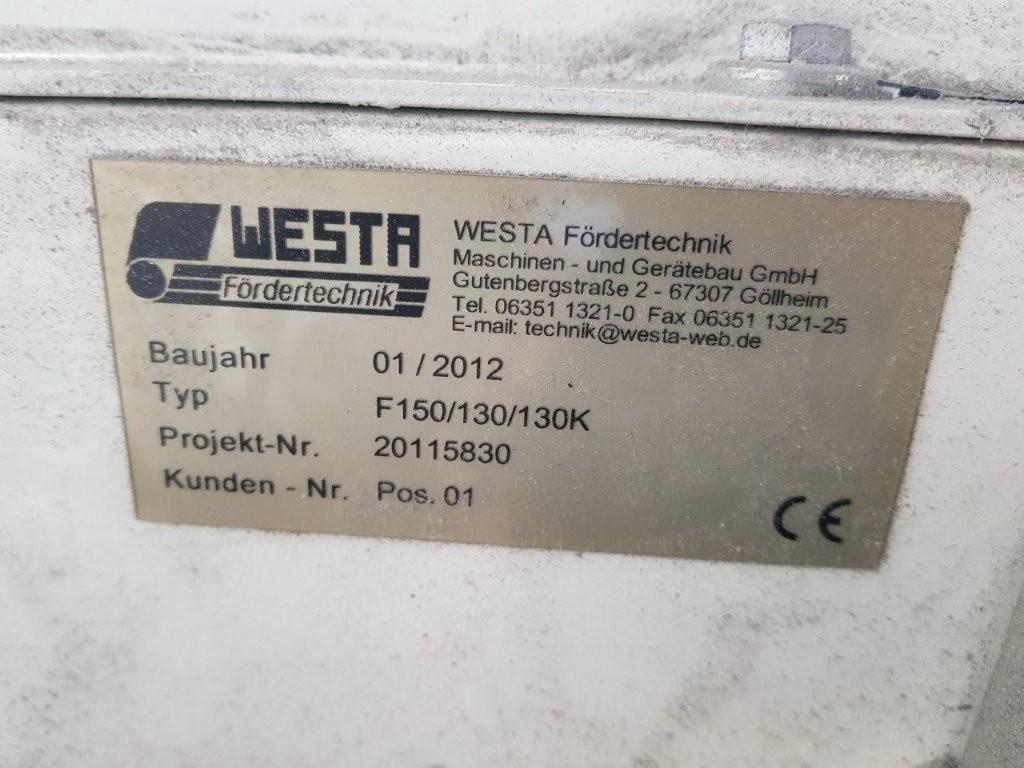 WESTA
Fördertechnik
WESTA Fördertechnik
Maschinen - und Gerätebau GmbH
Gutenbergstraße 2 - 67307 Göllheim
Tel. 06351 1321-0 Fax 06351 1321-25
E-mail: technik@westa-web.de
Baujahr 01 / 2012
Typ F150/130/130K
Projekt-Nr. 20115830
Kunden - Nr. Pos. 01
CE